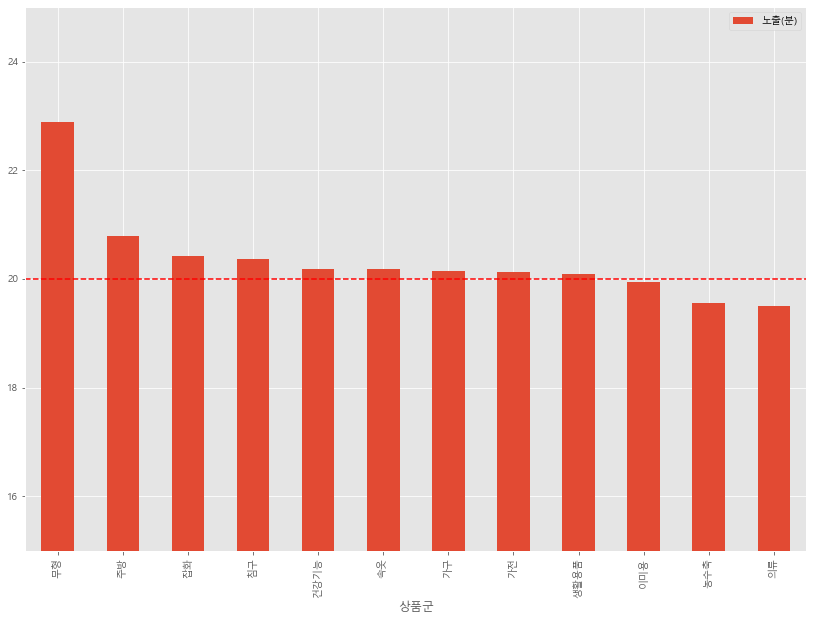 노출(분)
24
22
20
18
16
무형
주방
잡화
침구
건강기능
속옷
가구
가전
생활용품
이미용
농수축
의류
상품군